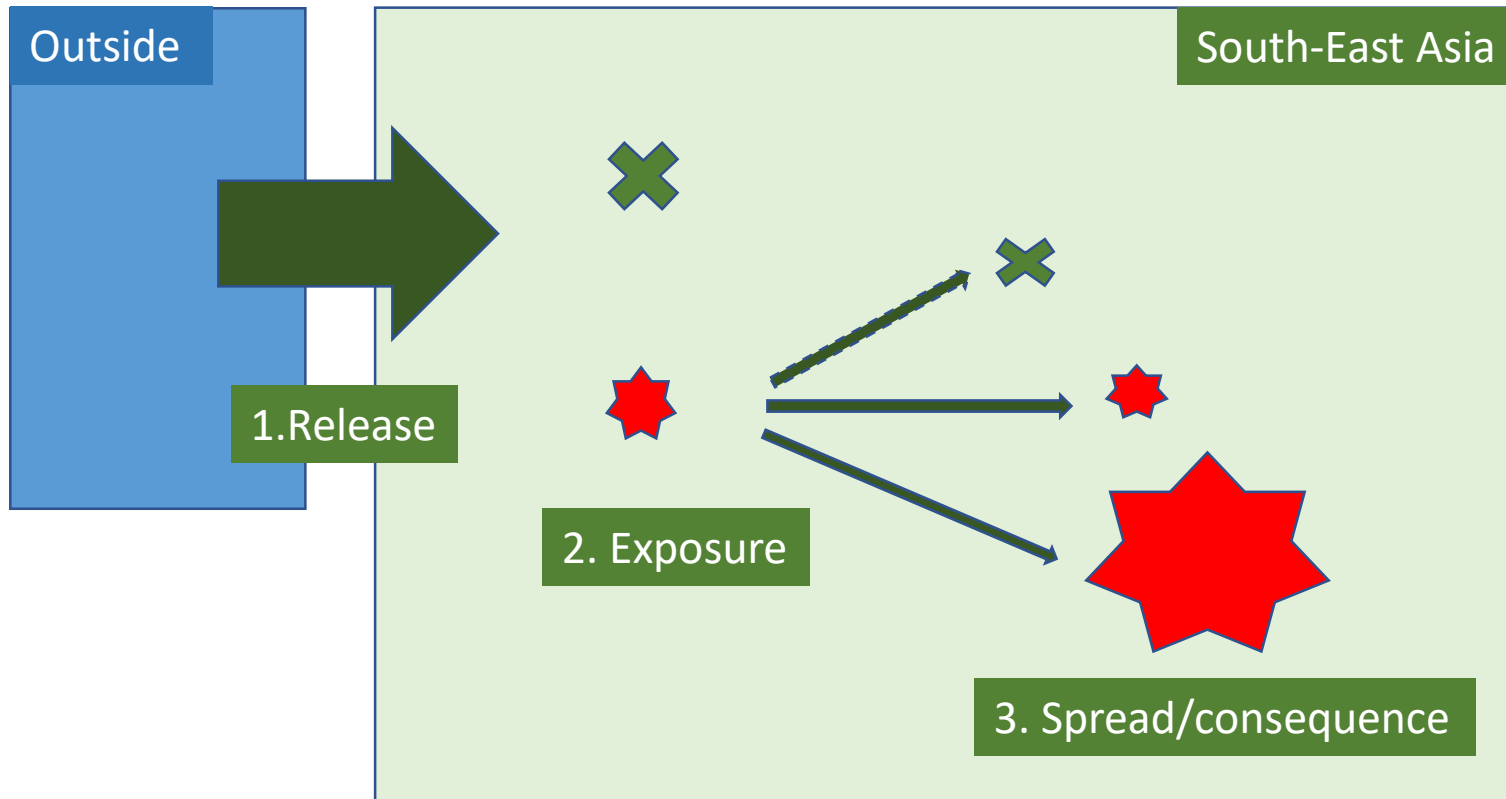 Outside
South-East Asia
1.Release
2. Exposure
3. Spread/consequence